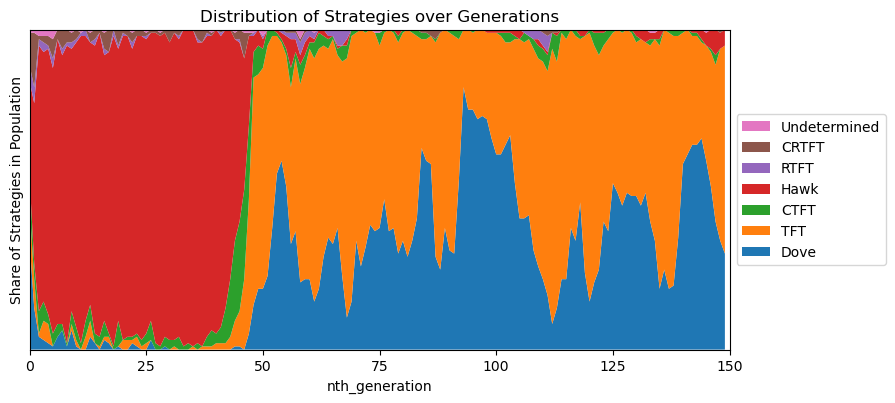 Distribution of Strategies over Generations
Share of Strategies in Population
Undetermined
CRTFT
RTFT
Hawk
CTFT
TFT
Dove
0
25
50
75
100
125
150
nth_generation